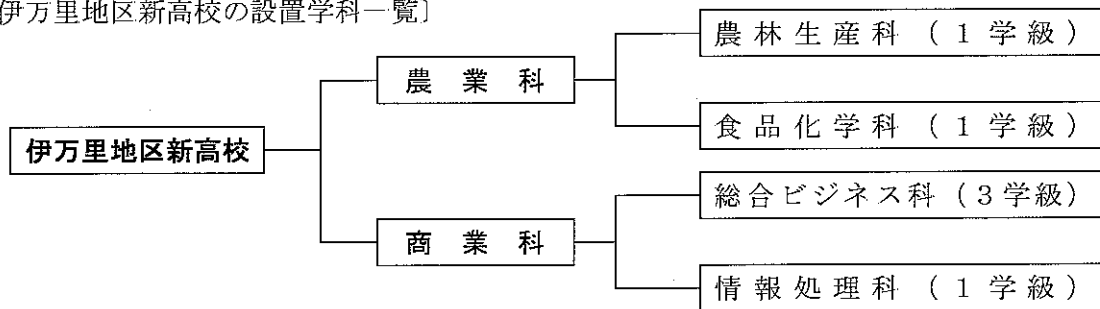 伊万里地区新高校の設置学科一覧〕
農林生産科（１学級）
農業科
食品化学科（１学級）
伊万里地区新高校
総合ビジネス科（３学級）
商業科
情報処理科（１学級）